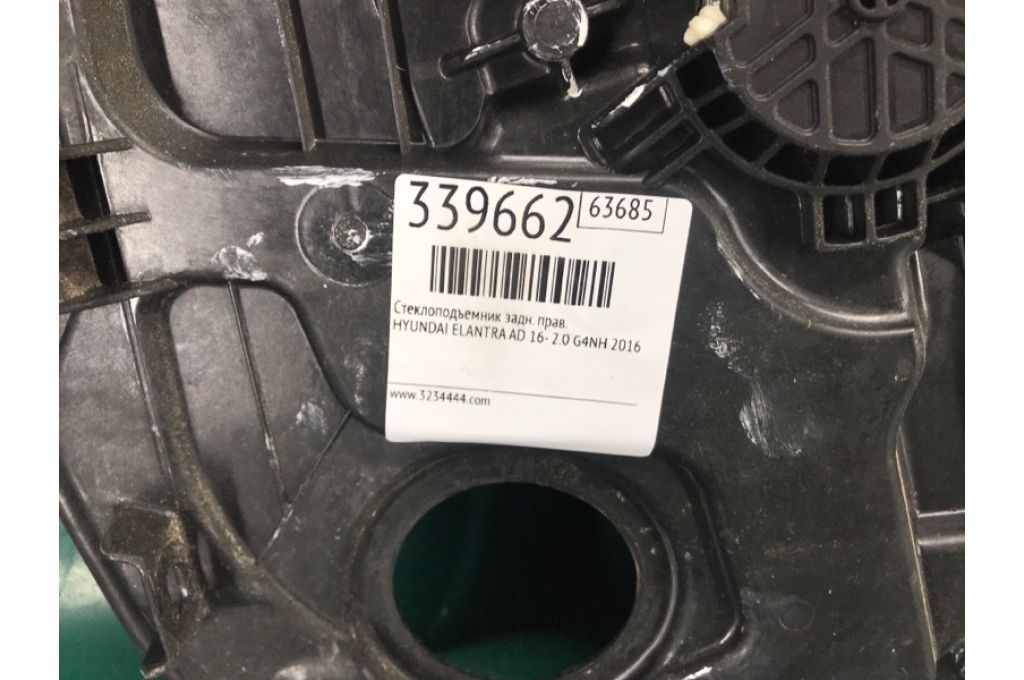 339662 63685
Стеклоподъемник задн. прав.
HYUNDAI ELANTRA AD 16- 2.0 G4NH 2016
www.3234444.com